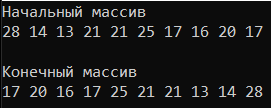 Начальный массив
28 14 13 21 21 25 17 16 20 17
Конечный массив
17 20 16 17 25 21 21 13 14 28